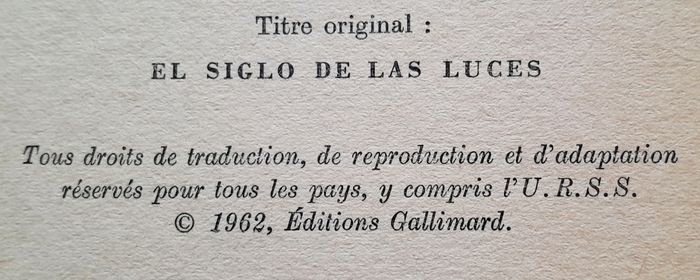 Titre original :
EL SIGLO DE LAS LUCES
Tous droits de traduction, de reproduction et d'adaptation
réservés pour tous les pays, y compris l'U.R.S.S.
© 1962, Éditions Gallimard.